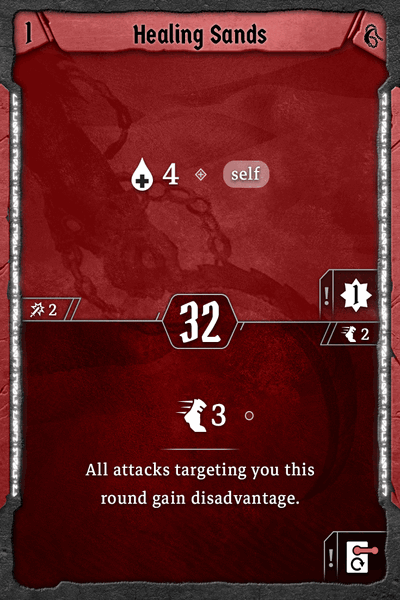 1 Healing Sands
4 self
! 1
2 32 2
3
All attacks targeting you this
round gain disadvantage.
!